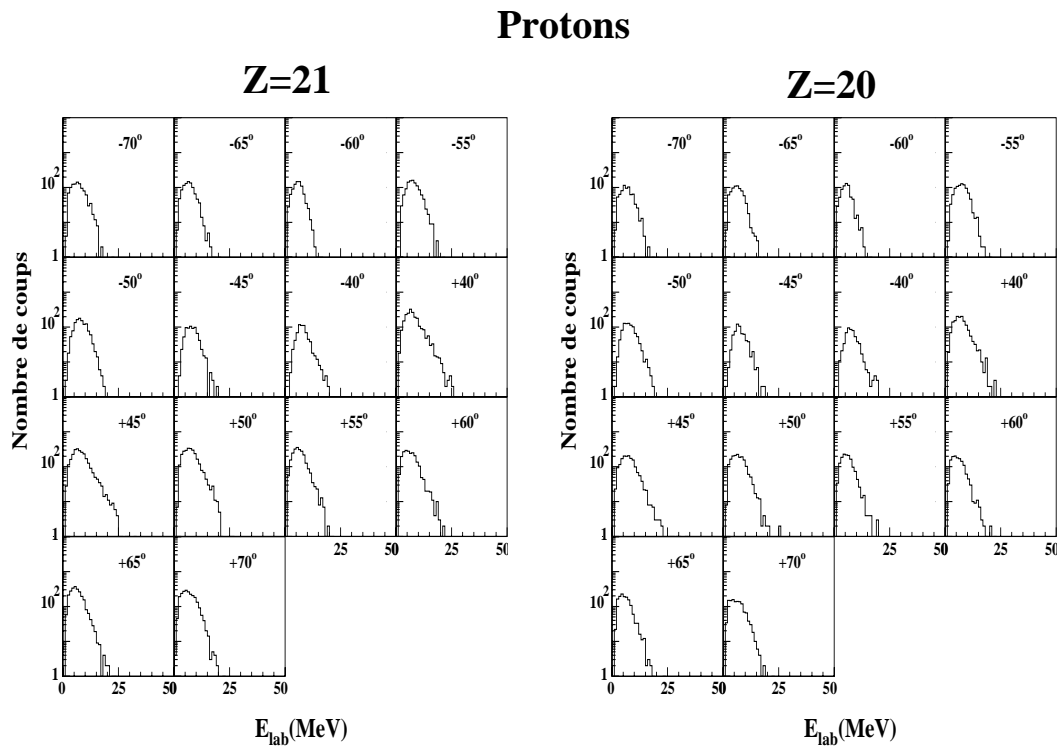 Protons
Z=21
Z=20
-70° -65° -60° -55°
-70° -65° -60° -55°
10²
1
10²
1
-50° -45° -40° +40°
-50° -45° -40° +40°
10²
1
10²
1
+45° +50° +55° +60°
+45° +50° +55° +60°
10²
1
10²
1
25 50 25 50
25 50 25 50
+65° +70°
+65° +70°
10²
1
10²
1
0 25 50 25 50
0 25 50 25 50
Nombre de coups
Nombre de coups
E_lab(MeV)
E_lab(MeV)